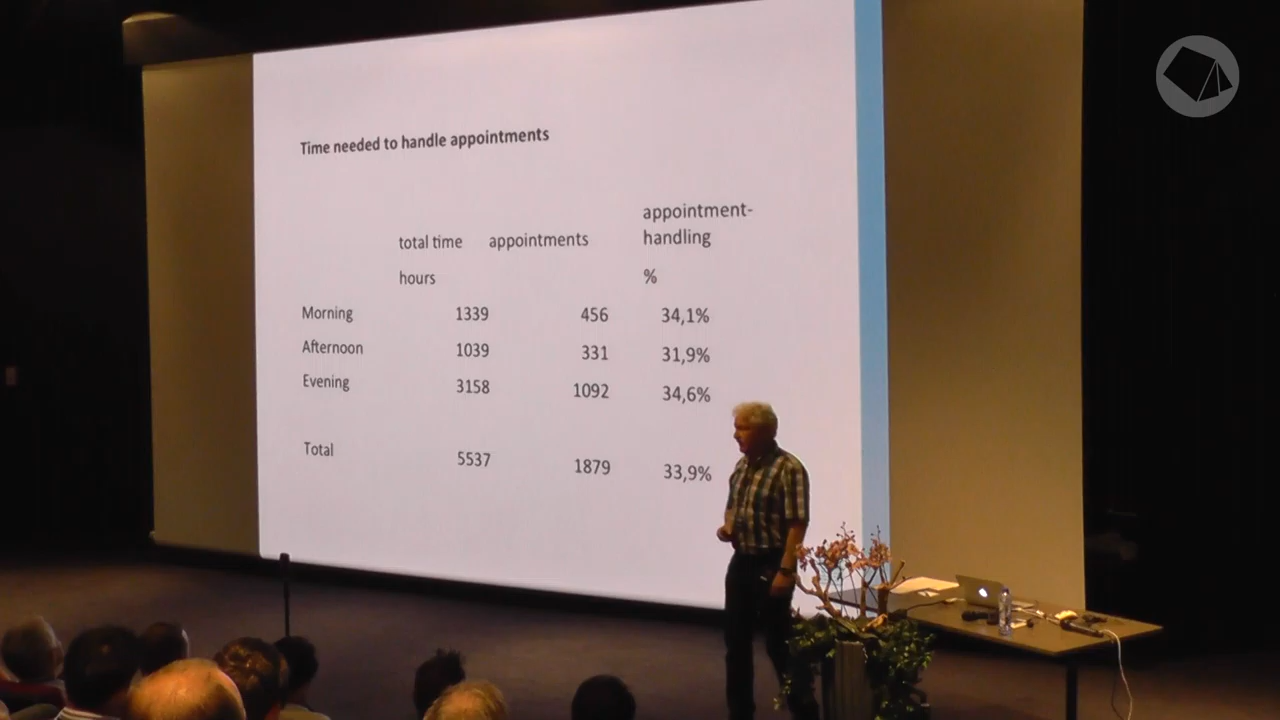 Time needed to handle appointments
appointment-
total time appointments handling
hours %
Morning 1339 456 34,1%
Afternoon 1039 331 31,9%
Evening 3158 1092 34,6%
Total 5537 1879 33,9%